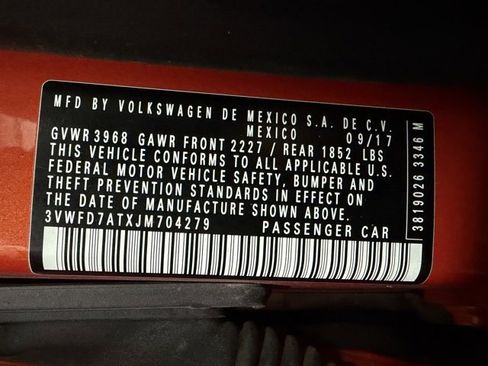 MFD BY VOLKSWAGEN DE MEXICO S.A. DE C.V.
MEXICO 09/17
GVWR 3968 GAWR FRONT 2227 / REAR 1852 LBS
THIS VEHICLE CONFORMS TO ALL APPLICABLE U.S.
FEDERAL MOTOR VEHICLE SAFETY, BUMPER AND
THEFT PREVENTION STANDARDS IN EFFECT ON
THE DATE OF MANUFACTURE SHOWN ABOVE.
3VWFD7ATXJM704279 PASSENGER CAR
3819026 3346 M